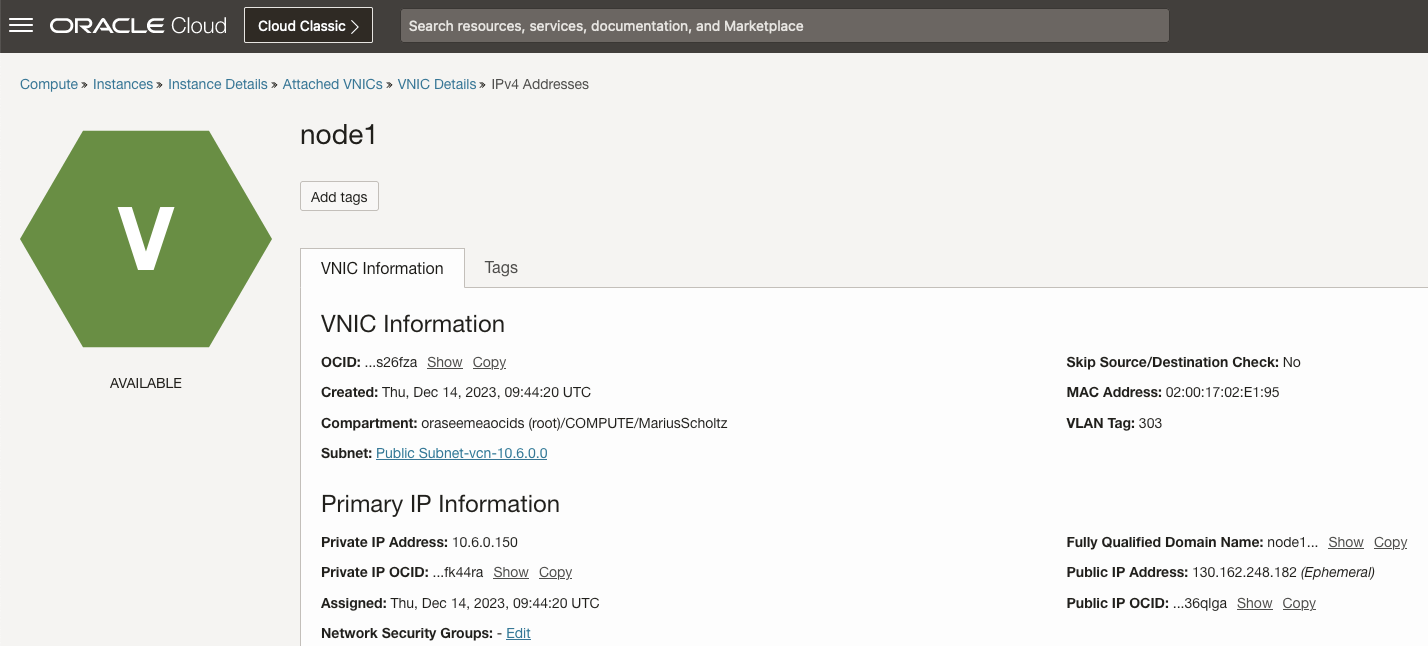 ORACLE Cloud
Cloud Classic >
Search resources, services, documentation, and Marketplace
Compute » Instances » Instance Details » Attached VNICs » VNIC Details » IPv4 Addresses
V
AVAILABLE
node1
Add tags
VNIC Information
Tags
VNIC Information
OCID: ...s26fza Show Copy
Created: Thu, Dec 14, 2023, 09:44:20 UTC
Compartment: oraseemeaocids (root)/COMPUTE/MariusScholtz
Subnet: Public Subnet-vcn-10.6.0.0
Skip Source/Destination Check: No
MAC Address: 02:00:17:02:E1:95
VLAN Tag: 303
Primary IP Information
Private IP Address: 10.6.0.150
Private IP OCID: ...fk44ra Show Copy
Assigned: Thu, Dec 14, 2023, 09:44:20 UTC
Network Security Groups: - Edit
Fully Qualified Domain Name: node1... Show Copy
Public IP Address: 130.162.248.182 (Ephemeral)
Public IP OCID: ...36qlga Show Copy